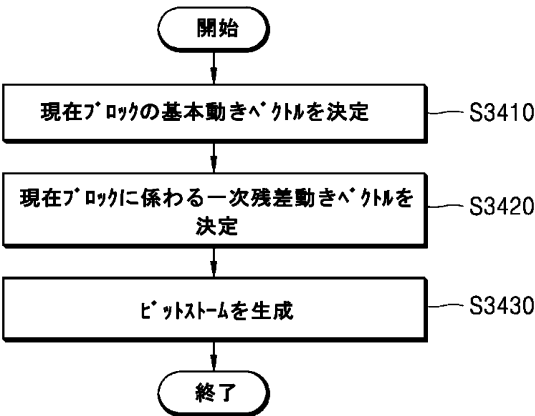 開始
現在ﾌﾞﾛｯｸの基本動きﾍﾞｸﾄﾙを決定
S3410
現在ﾌﾞﾛｯｸに係わる一次残差動きﾍﾞｸﾄﾙを
決定
S3420
ﾋﾞｯﾄｽﾄｰﾑを生成
S3430
終了